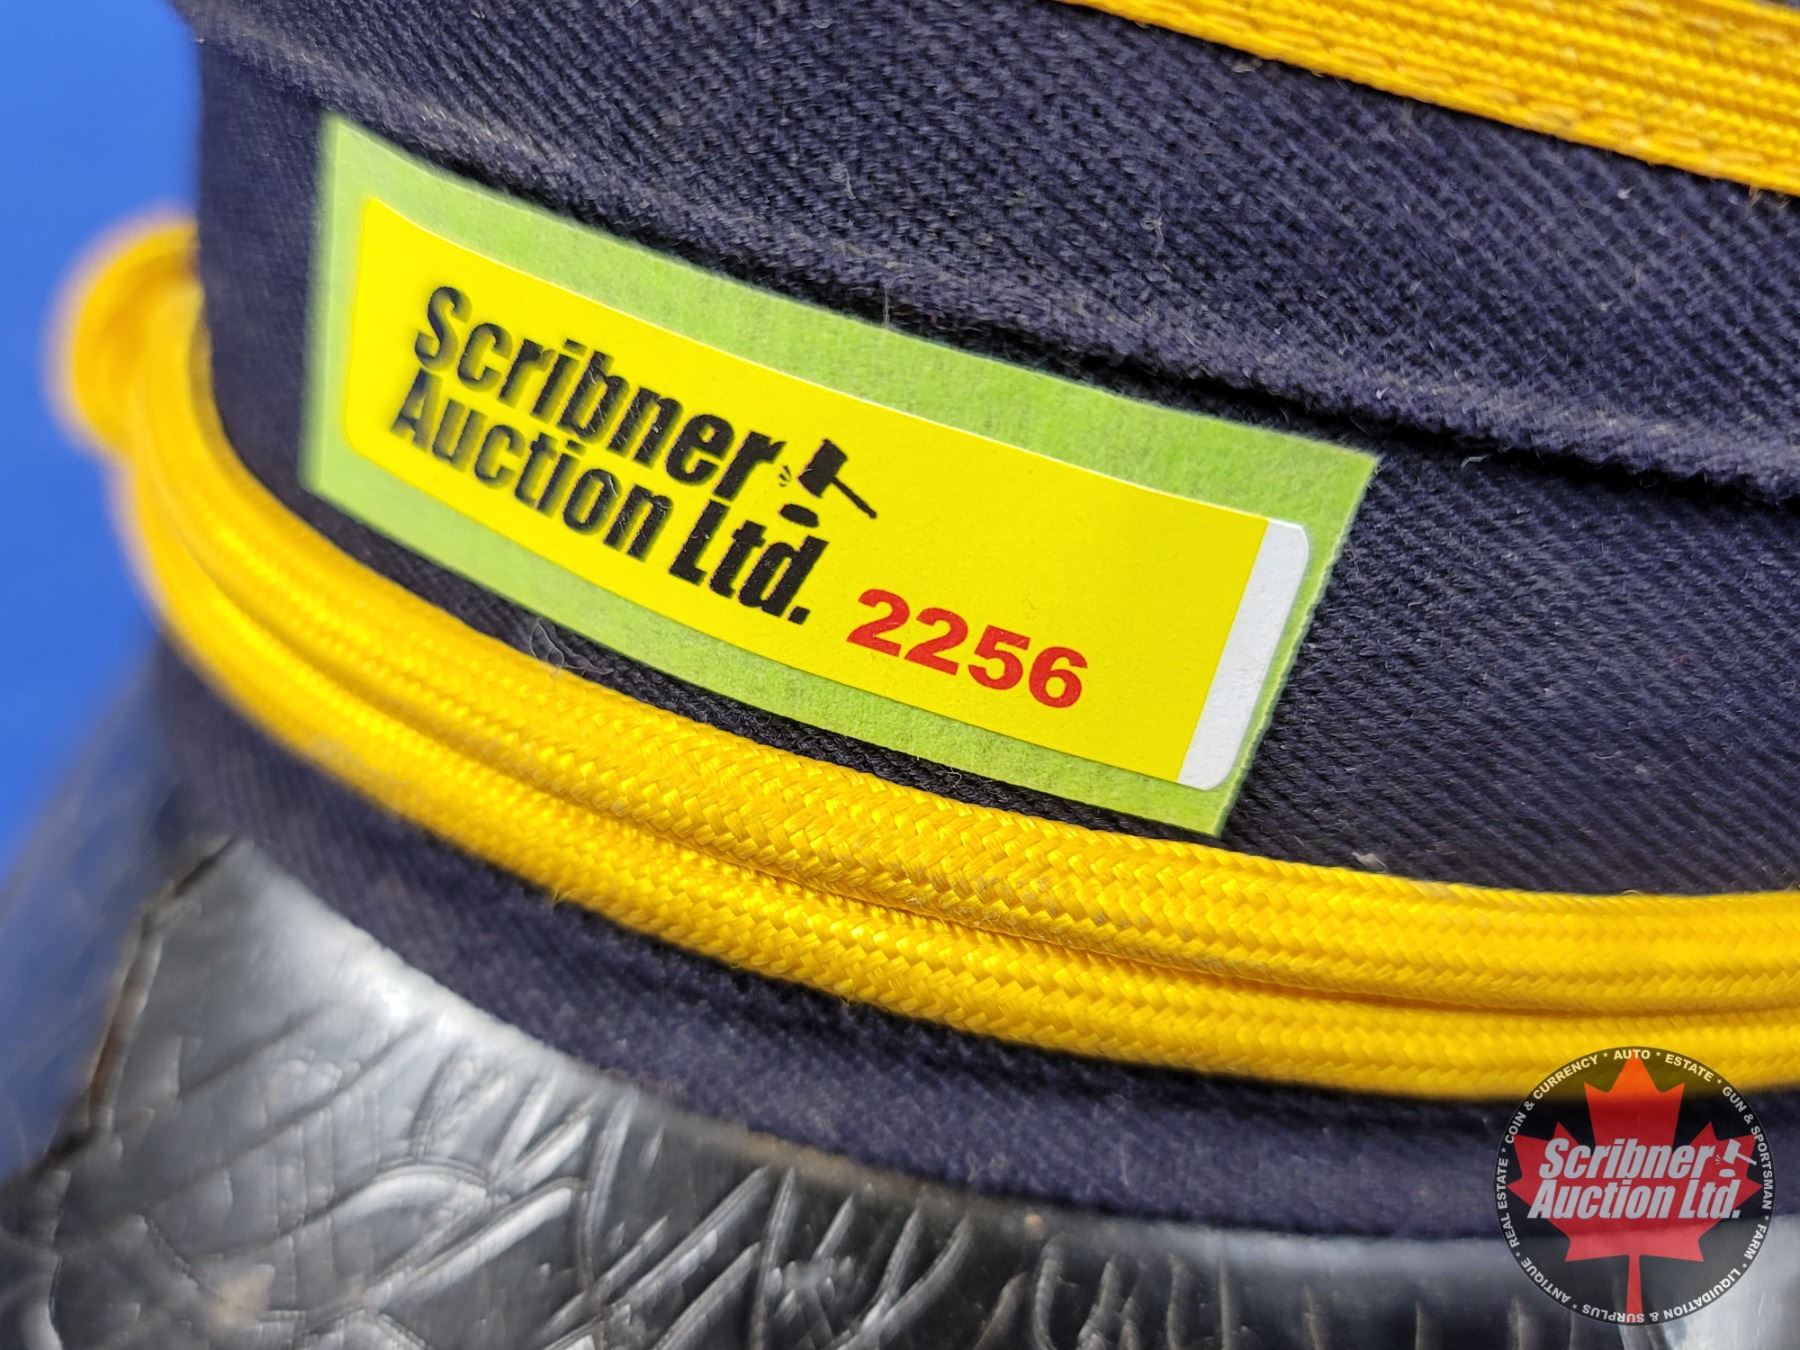 Scribner
Auction Ltd.
2256
COIN & CURRENCY * AUTO * ESTATE * GUN & SPORTSMAN * FARM * LIQUIDATION & SURPLUS * ANTIQUE * REAL ESTATE *
Scribner
Auction Ltd.